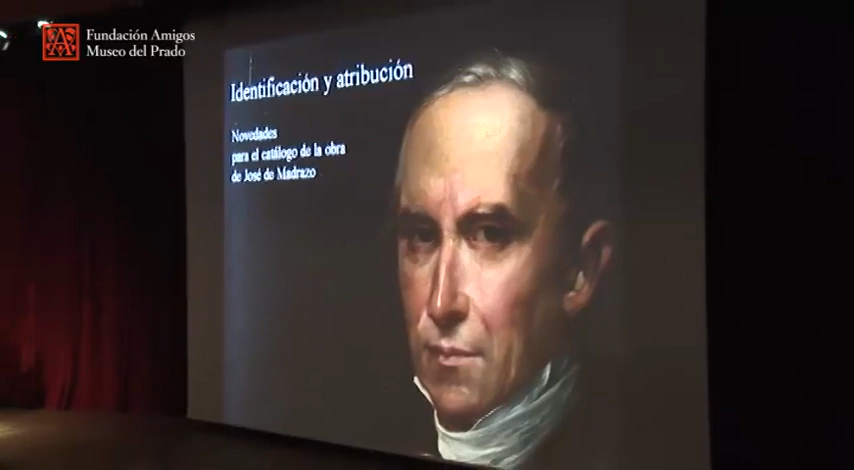 Fundación Amigos
Museo del Prado
Identificación y atribución
Novedades
para el catálogo de la obra
de José de Madrazo